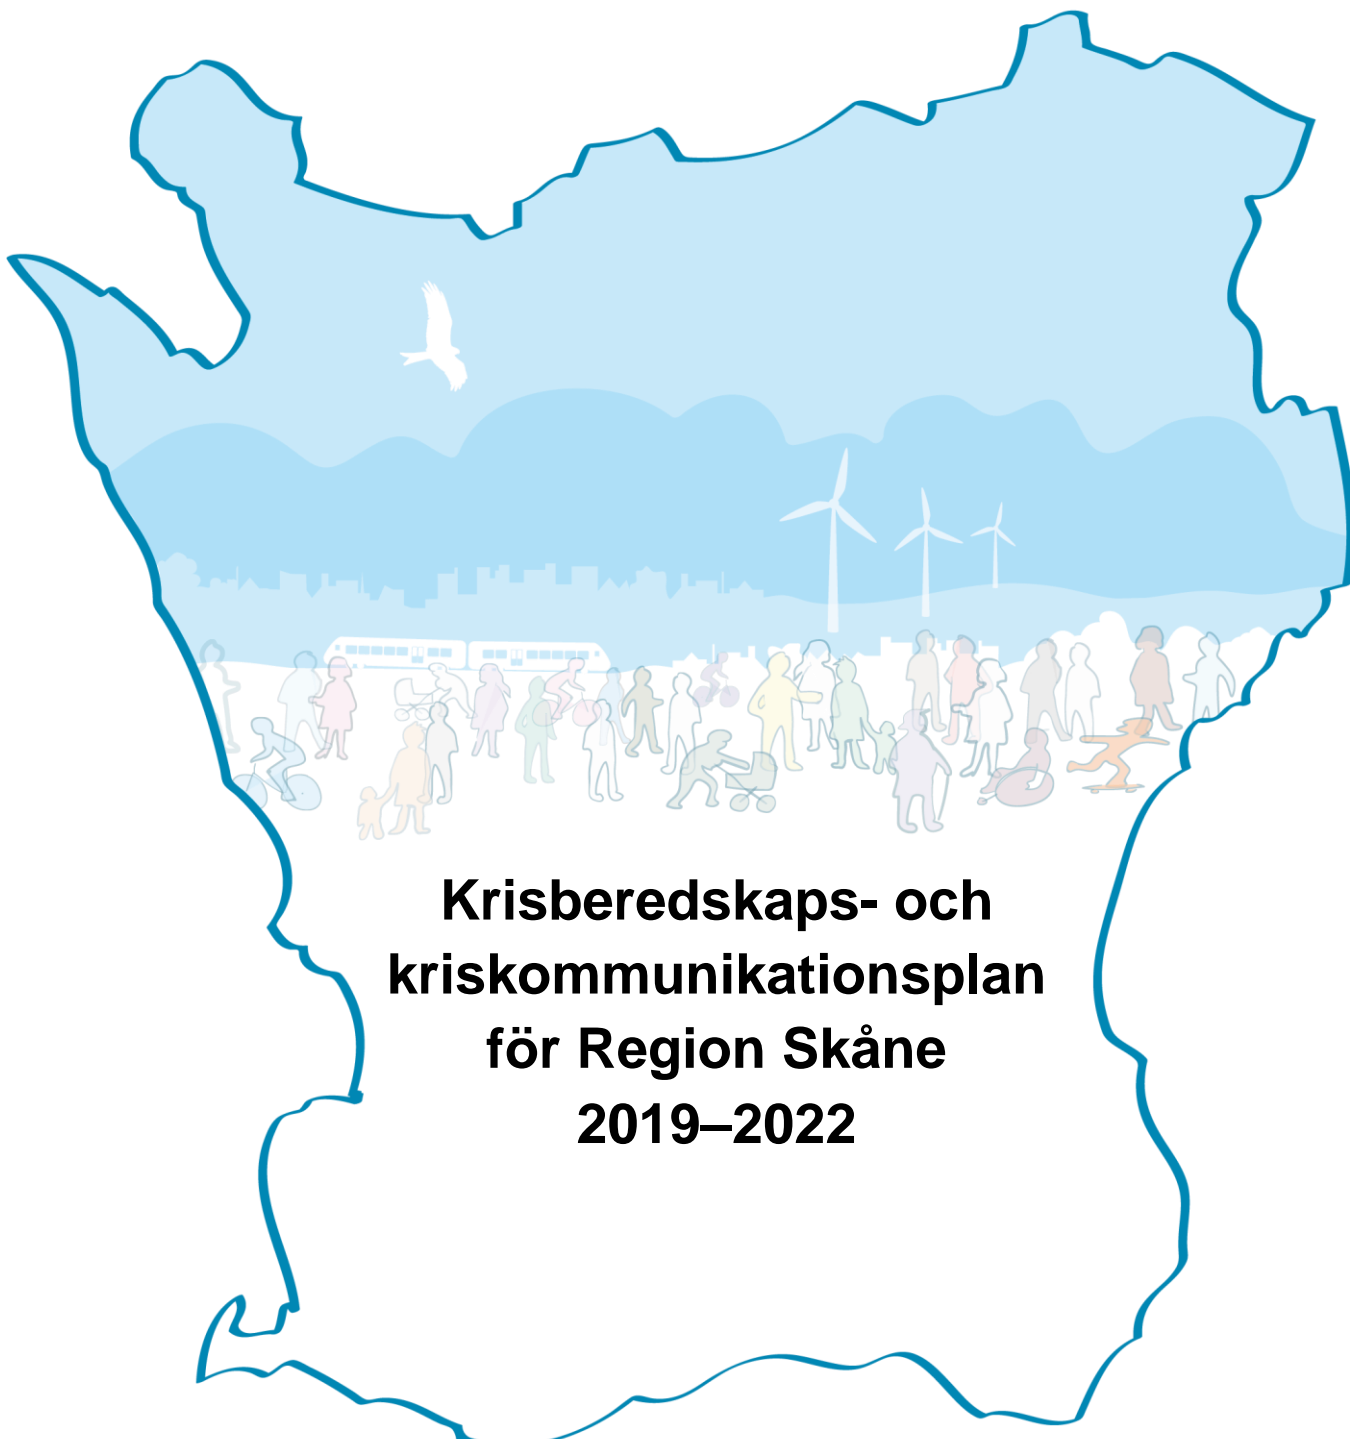 Krisberedskaps- och
kriskommunikationsplan
för Region Skåne
2019–2022